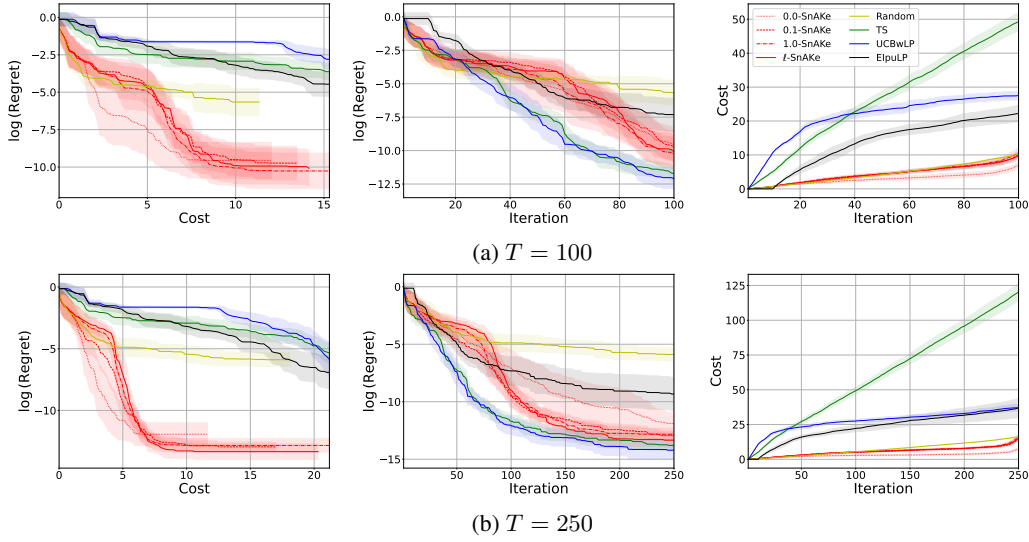 0.0
−2.5
−5.0
−7.5
−10.0
log (Regret)
0 5 10 15
Cost
0.0
−2.5
−5.0
−7.5
−10.0
−12.5
log (Regret)
20 40 60 80 100
Iteration
50
40
30
20
10
0
Cost
20 40 60 80 100
Iteration
0.0-SnAKe
0.1-SnAKe
1.0-SnAKe
ℓ-SnAKe
Random
TS
UCBwLP
EIpuLP
(a) T = 100
0
−5
−10
log (Regret)
0 5 10 15 20
Cost
0
−5
−10
−15
log (Regret)
50 100 150 200 250
Iteration
125
100
75
50
25
0
Cost
50 100 150 200 250
Iteration
(b) T = 250